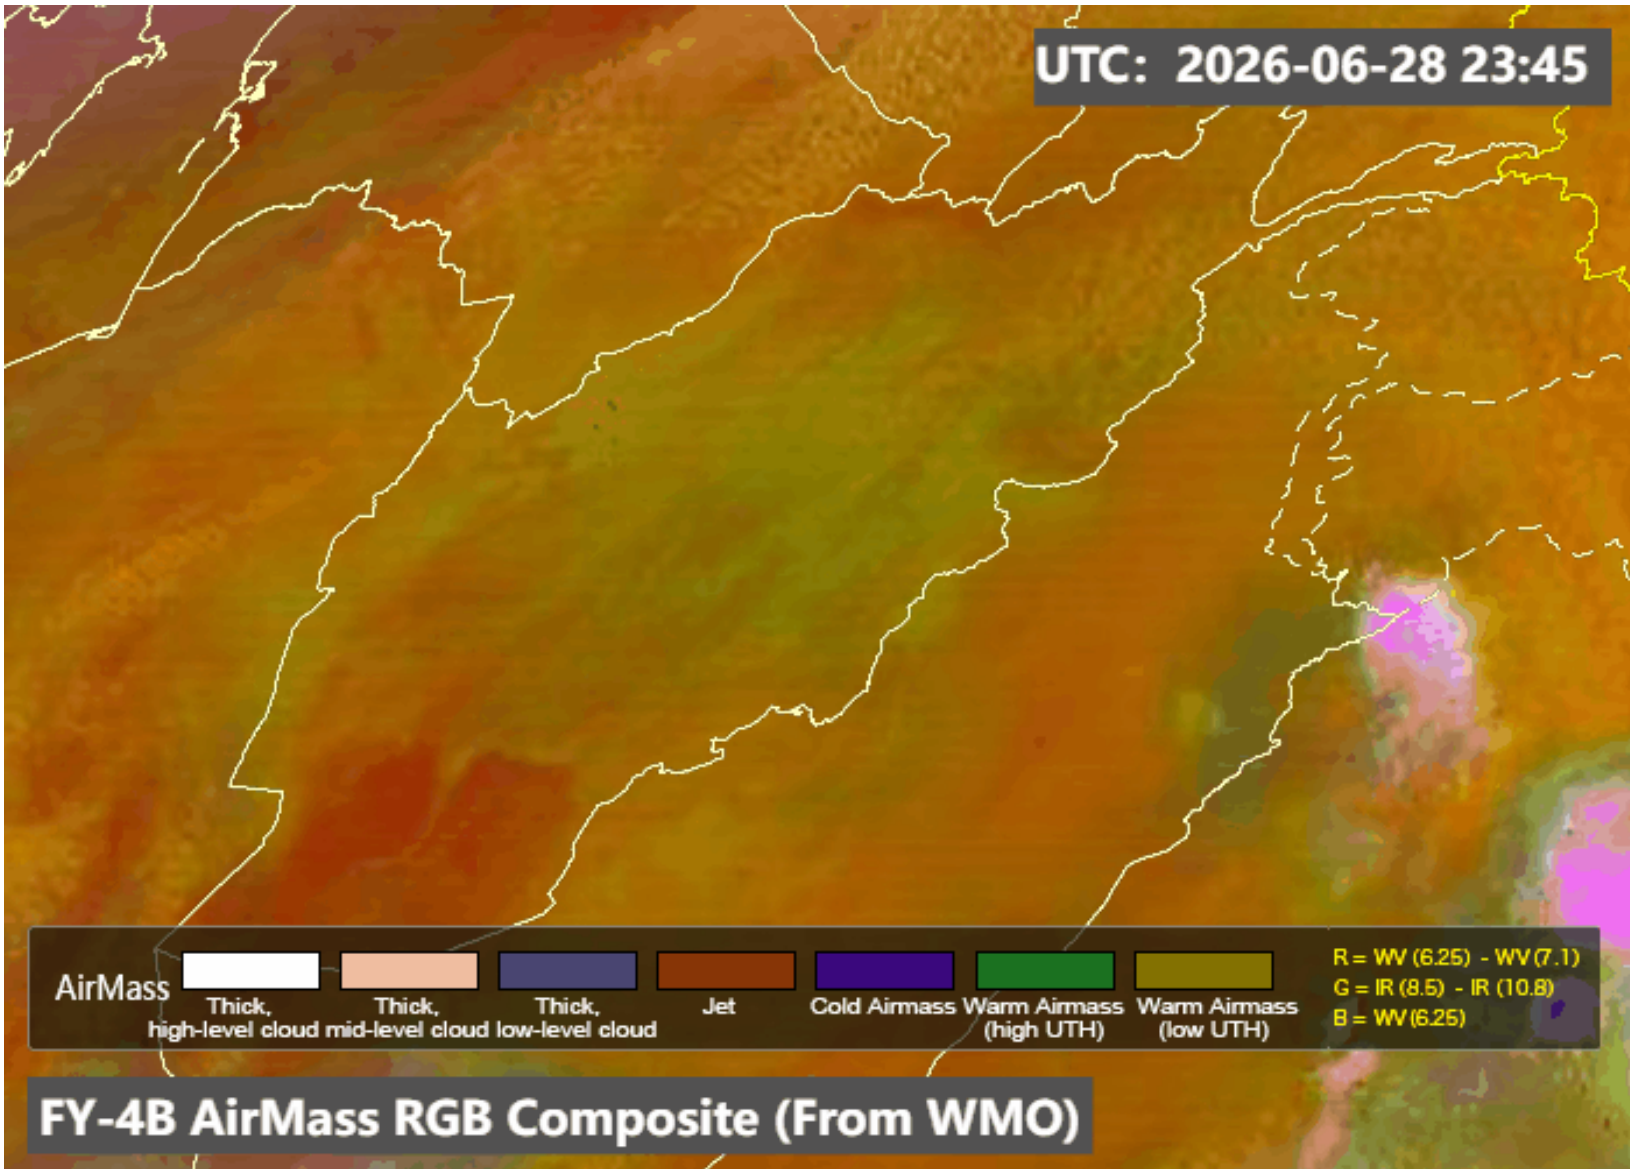 UTC: 2026-06-28 23:45
AirMass
Thick,
high-level cloud
Thick,
mid-level cloud
Thick,
low-level cloud
Jet
Cold Airmass
Warm Airmass
(high UTH)
Warm Airmass
(low UTH)
R = WV (6.25) - WV (7.1)
G = IR (8.5) - IR (10.8)
B = WV (6.25)
FY-4B AirMass RGB Composite (From WMO)